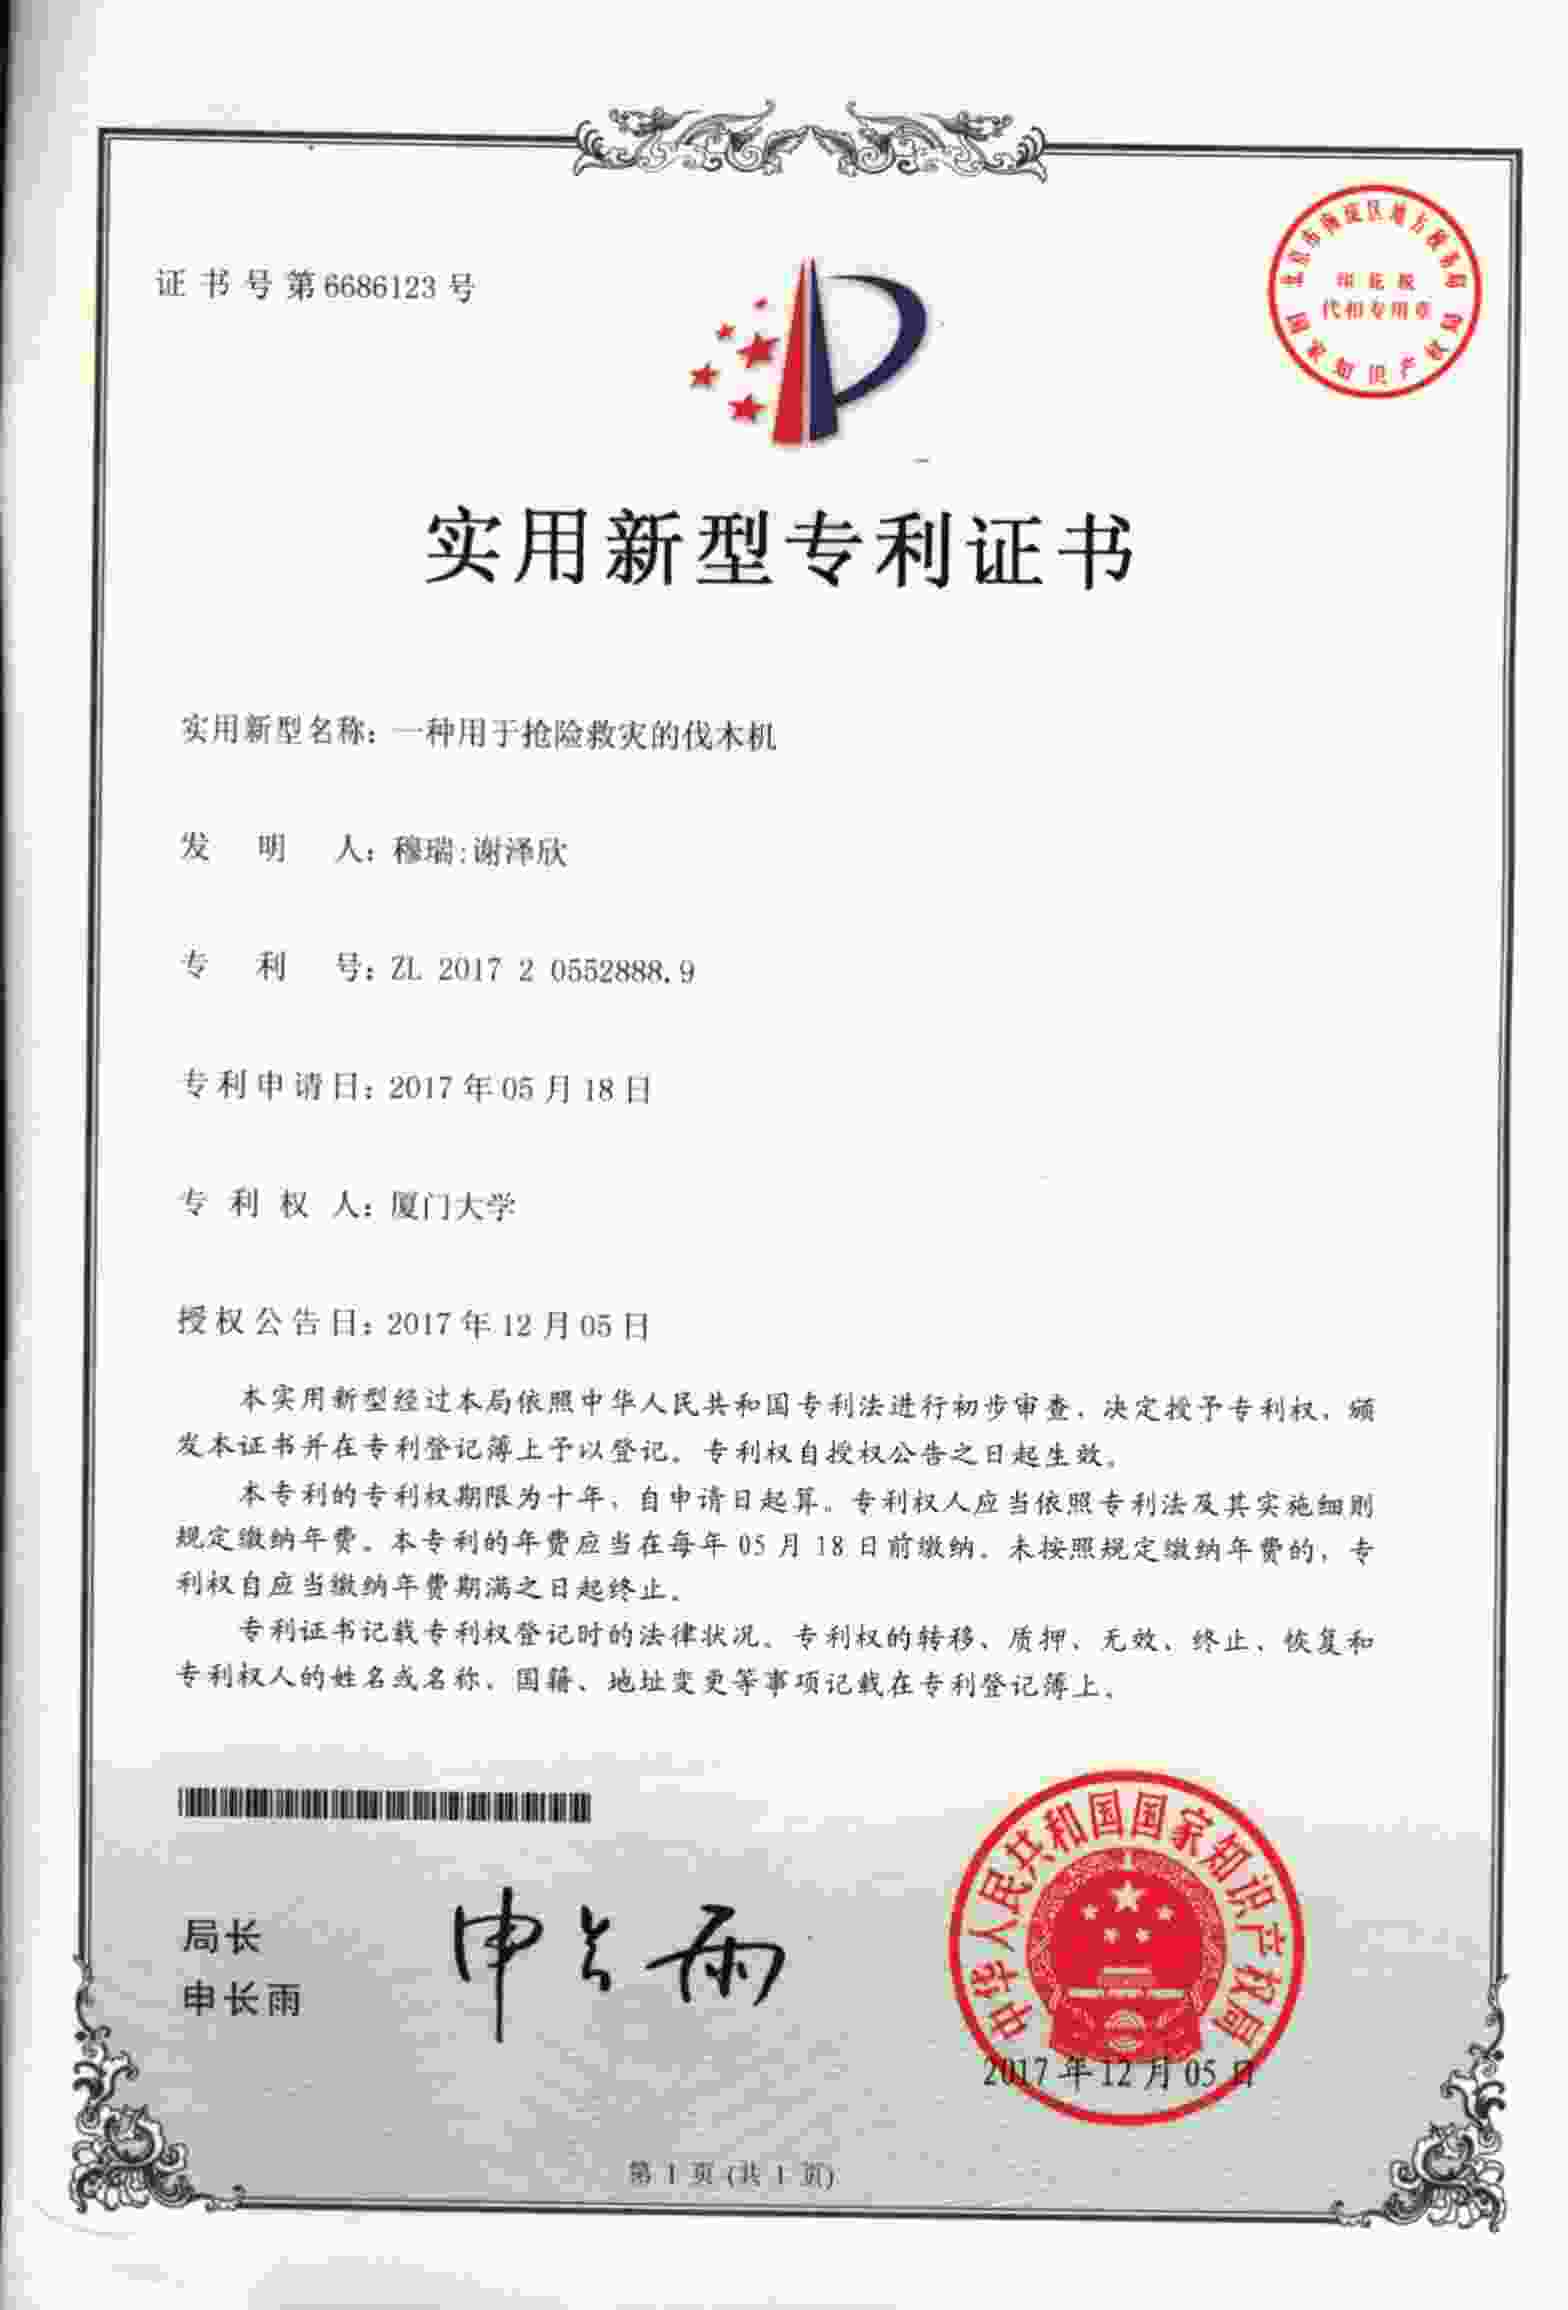 证书号第6686123号
北京市海淀区地方税务局
印花税
代扣专用章
国家知识产权局
实用新型专利证书
实用新型名称：一种用于抢险救灾的伐木机
发明人：穆瑞;谢泽欣
专利号：ZL 2017 2 0552888.9
专利申请日：2017年05月18日
专利权人：厦门大学
授权公告日：2017年12月05日
本实用新型经过本局依照中华人民共和国专利法进行初步审查，决定授予专利权，颁
发本证书并在专利登记簿上予以登记。专利权自授权公告之日起生效。
本专利的专利权期限为十年，自申请日起算。专利权人应当依照专利法及其实施细则
规定缴纳年费。本专利的年费应当在每年05月18日前缴纳。未按照规定缴纳年费的，专
利权自应当缴纳年费期满之日起终止。
专利证书记载专利权登记时的法律状况。专利权的转移、质押、无效、终止、恢复和
专利权人的姓名或名称、国籍、地址变更等事项记载在专利登记簿上。
局长
申长雨
申长雨
中华人民共和国国家知识产权局
2017年12月05日
第1页(共1页)